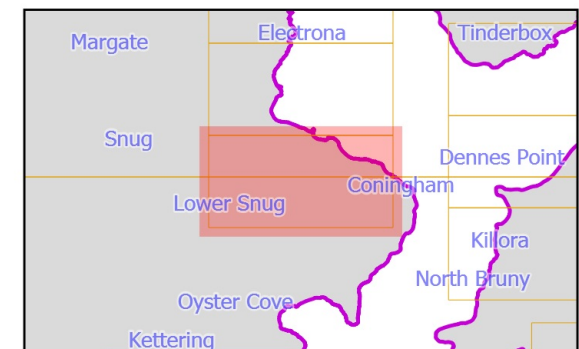 Electrona
Tinderbox
Margate
Snug
Dennes Point
Coningham
Lower Snug
Killora
North Bruny
Oyster Cove
Kettering